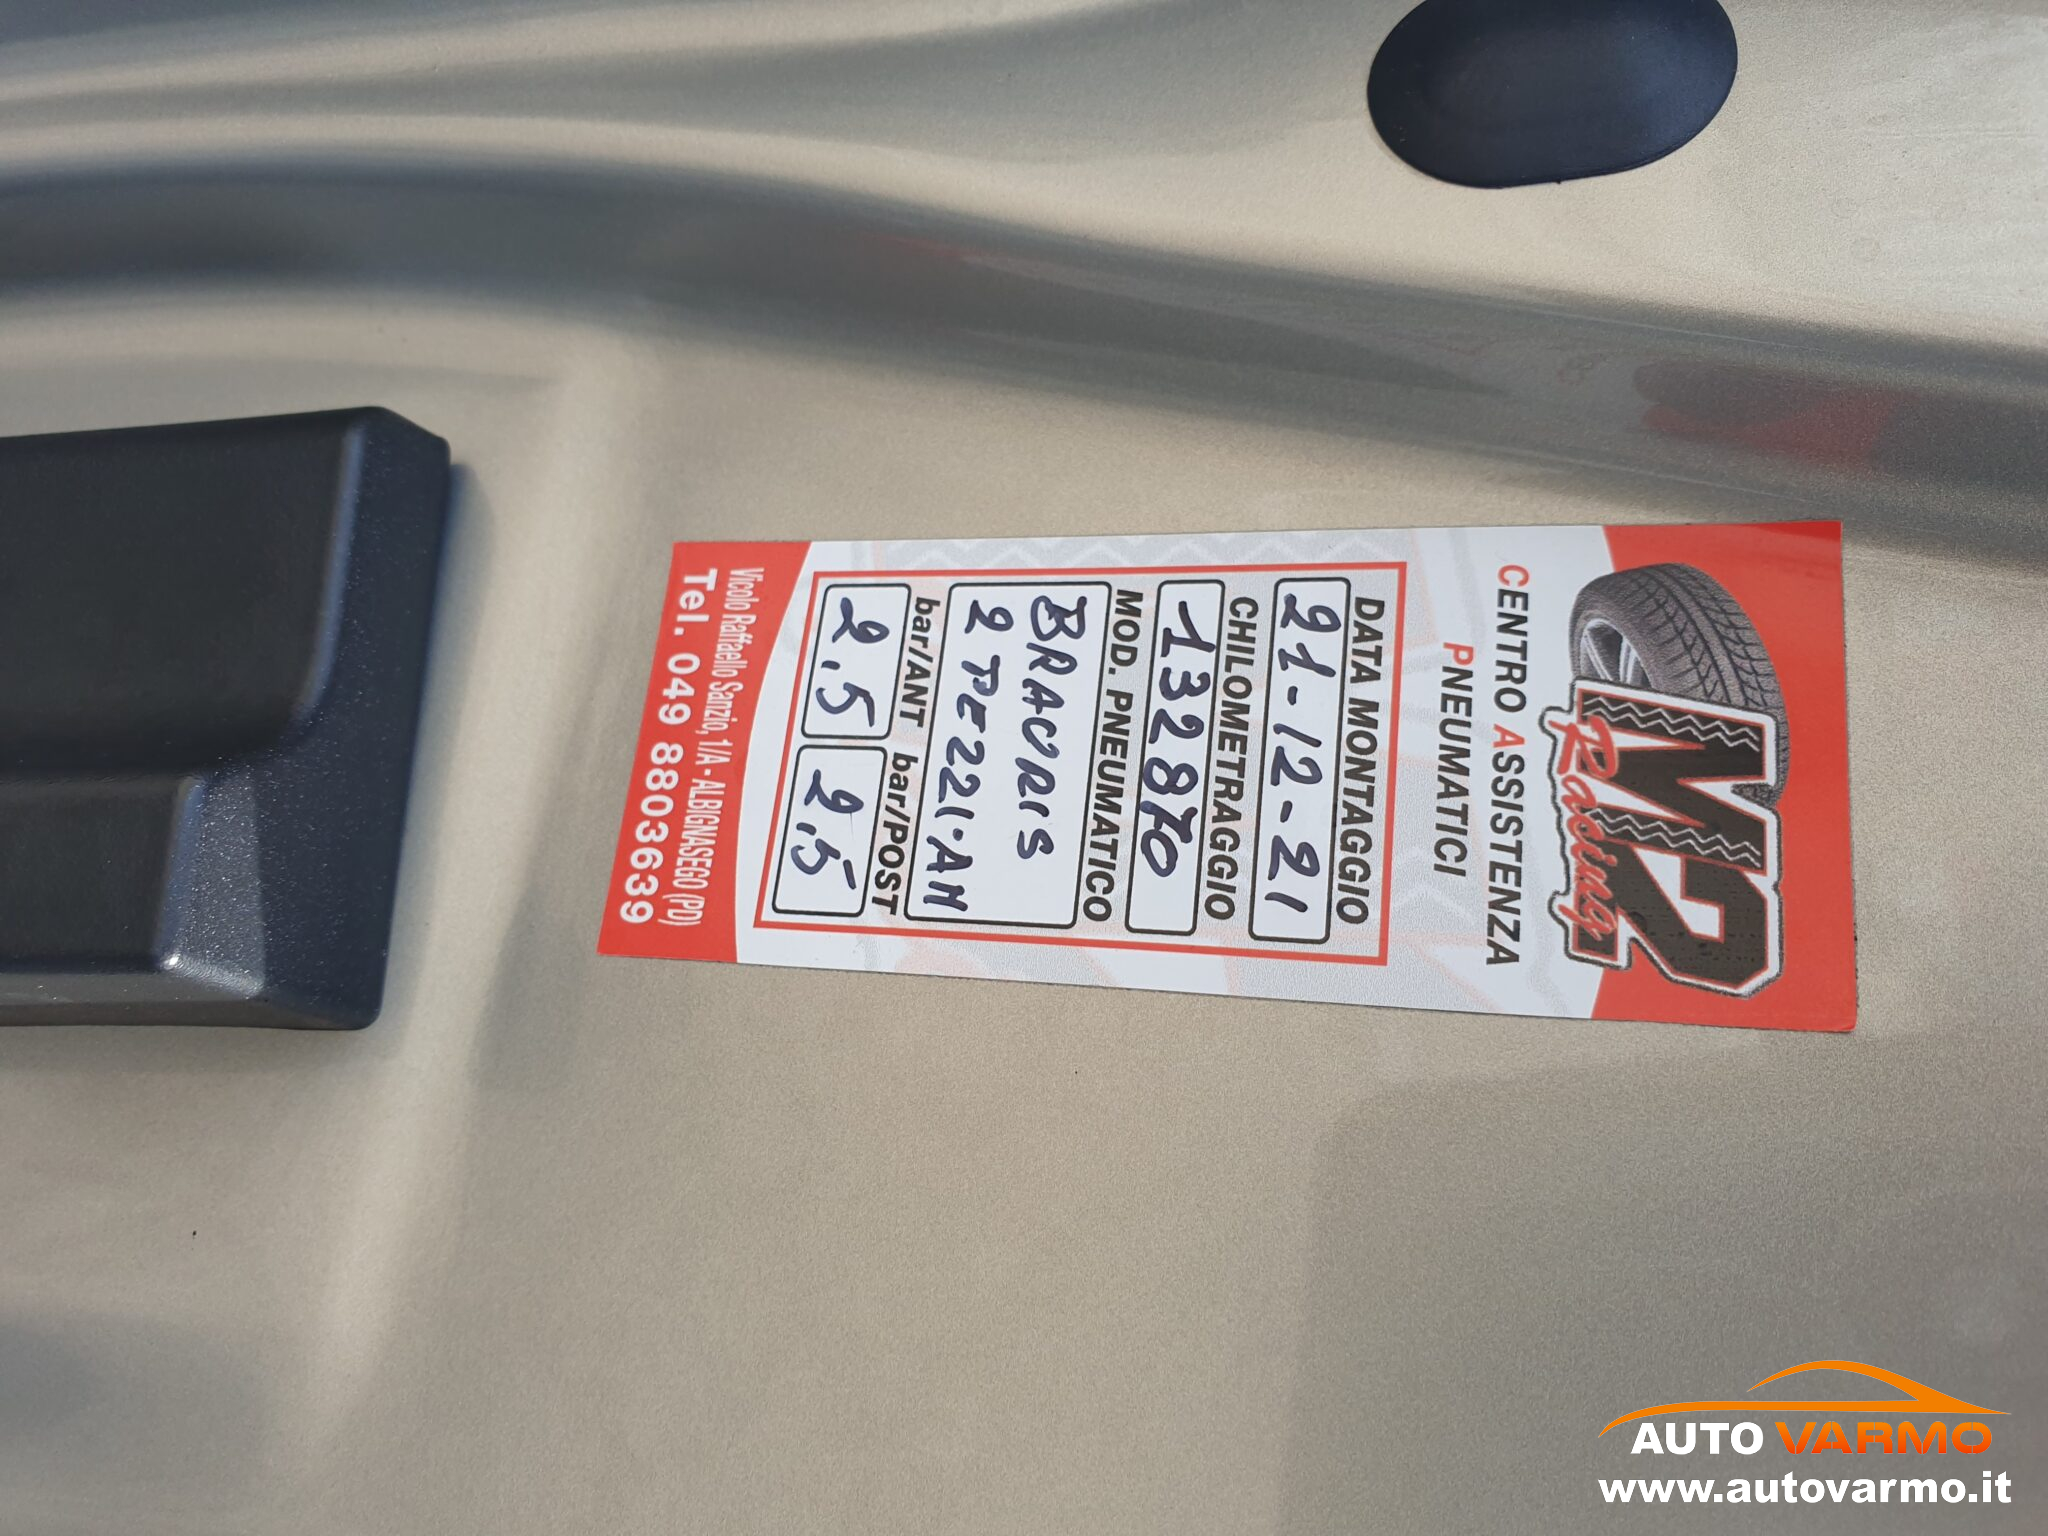 M2
Racing
CENTRO ASSISTENZA
PNEUMATICI
DATA MONTAGGIO
21-12-21
CHILOMETRAGGIO
132870
MOD. PNEUMATICO
BRAVURIS
2 PEZZI·AN
bar/ANT bar/POST
2,5 2,5
Vicolo Raffaello Sanzio, 1/A - ALBIGNASEGO (PD)
Tel. 049 8803639
AUTO VARMO
www.autovarmo.it